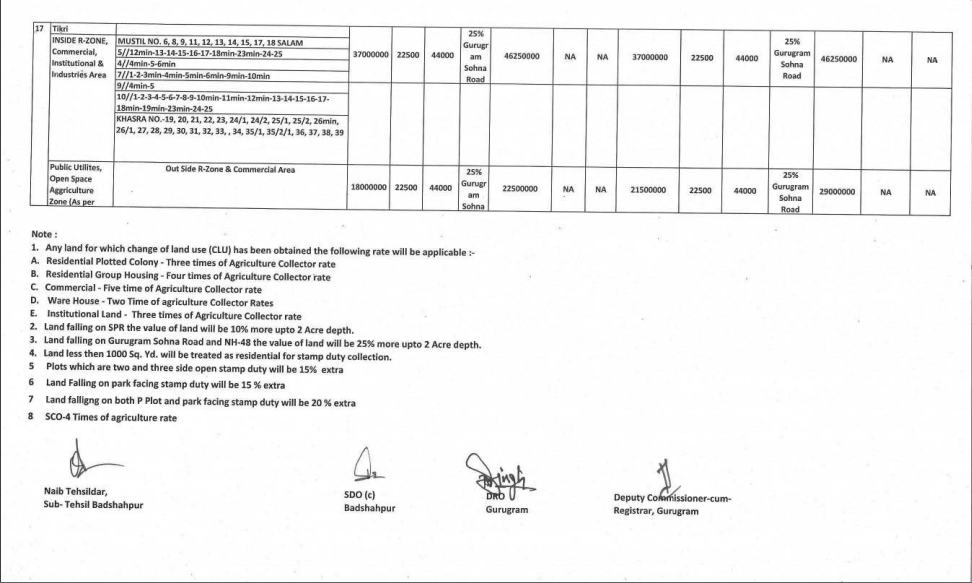 17 Tikri
INSIDE R-ZONE,
Commercial,
Institutional &
Industries Area
MUSTIL NO. 6, 8, 9, 11, 12, 13, 14, 15, 17, 18 SALAM
5//12min-13-14-15-16-17-18min-23min-24-25
4//4min-5-6min
7//1-2-3min-4min-5min-6min-9min-10min
9//4min-5
10//1-2-3-4-5-6-7-8-9-10min-11min-12min-13-14-15-16-17-
18min-19min-23min-24-25
KHASRA NO.-19, 20, 21, 22, 23, 24/1, 24/2, 25/1, 25/2, 26min,
26/1, 27, 28, 29, 30, 31, 32, 33, , 34, 35/1, 35/2/1, 36, 37, 38, 39
37000000 22500 44000
25%
Gurugr
am
Sohna
Road
46250000 NA NA 37000000 22500 44000
25%
Gurugram
Sohna
Road
46250000 NA NA
Public Utilites,
Open Space
Aggriculture
Zone (As per
Out Side R-Zone & Commercial Area
18000000 22500 44000
25%
Gurugr
am
Sohna
22500000 NA NA 21500000 22500 44000
25%
Gurugram
Sohna
Road
29000000 NA NA
Note :
1. Any land for which change of land use (CLU) has been obtained the following rate will be applicable :-
A. Residential Plotted Colony - Three times of Agriculture Collector rate
B. Residential Group Housing - Four times of Agriculture Collector rate
C. Commercial - Five time of Agriculture Collector rate
D. Ware House - Two Time of agriculture Collector Rates
E. Institutional Land - Three times of Agriculture Collector rate
2. Land falling on SPR the value of land will be 10% more upto 2 Acre depth.
3. Land falling on Gurugram Sohna Road and NH-48 the value of land will be 25% more upto 2 Acre depth.
4. Land less then 1000 Sq. Yd. will be treated as residential for stamp duty collection.
5 Plots which are two and three side open stamp duty will be 15% extra
6 Land Falling on park facing stamp duty will be 15 % extra
7 Land falligng on both P Plot and park facing stamp duty will be 20 % extra
8 SCO-4 Times of agriculture rate
Naib Tehsildar,
Sub- Tehsil Badshahpur
SDO (c)
Badshahpur
DRO
Gurugram
Deputy Commissioner-cum-
Registrar, Gurugram